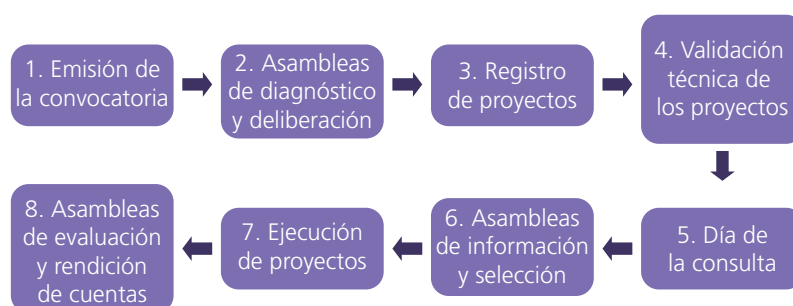 1. Emisión de
la convocatoria
2. Asambleas
de diagnóstico
y deliberación
3. Registro
de proyectos
4. Validación
técnica de
los proyectos
5. Día de
la consulta
6. Asambleas
de información
y selección
7. Ejecución
de proyectos
8. Asambleas
de evaluación
y rendición
de cuentas